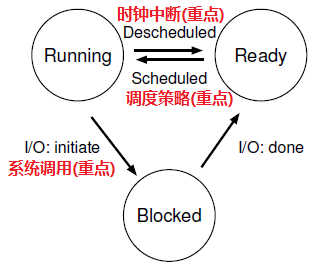 时钟中断(重点)
Descheduled
Running
Ready
Scheduled
调度策略(重点)
I/O: initiate
I/O: done
系统调用(重点)
Blocked